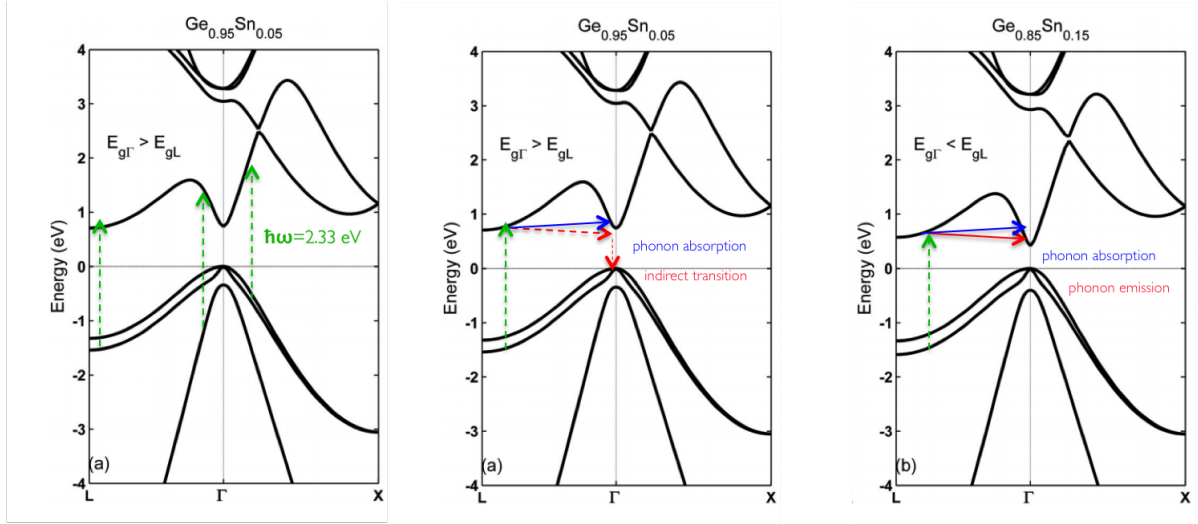 Ge0.95Sn0.05
4
3
2
1
0
-1
-2
-3
-4
Energy (eV)
EgΓ > EgL
ħω=2.33 eV
(a)
L
Γ
X
Ge0.95Sn0.05
4
3
2
1
0
-1
-2
-3
-4
Energy (eV)
EgΓ > EgL
phonon absorption
indirect transition
(a)
L
Γ
X
Ge0.85Sn0.15
4
3
2
1
0
-1
-2
-3
-4
Energy (eV)
EgΓ < EgL
phonon absorption
phonon emission
(b)
L
Γ
X